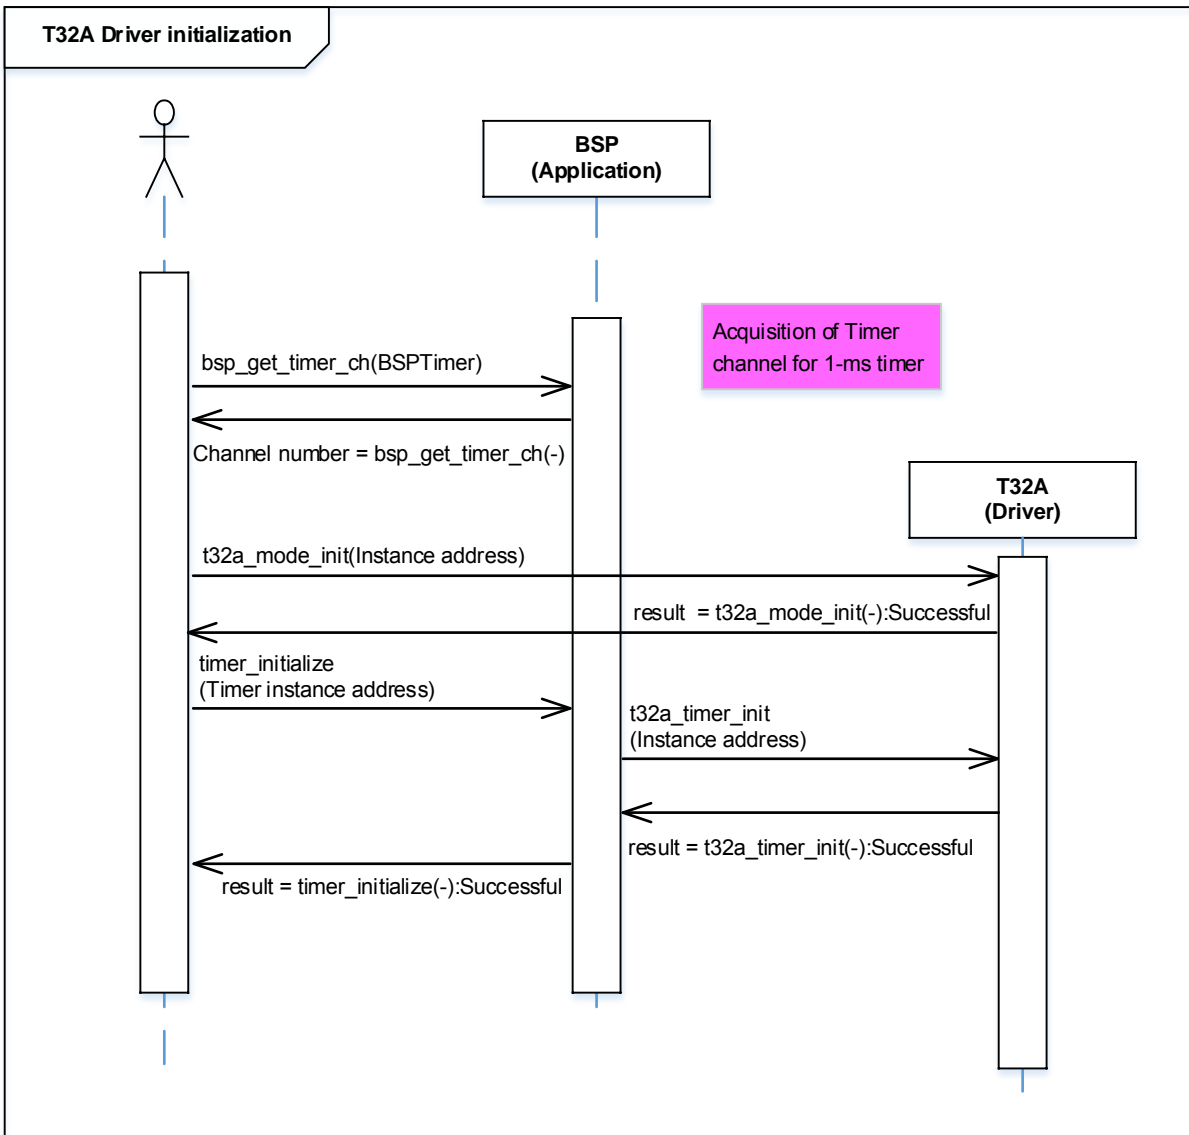 T32A Driver initialization
BSP
(Application)
Acquisition of Timer
channel for 1-ms timer
bsp_get_timer_ch(BSPTimer)
Channel number = bsp_get_timer_ch(-)
T32A
(Driver)
t32a_mode_init(Instance address)
result  = t32a_mode_init(-):Successful
timer_initialize
(Timer instance address)
t32a_timer_init
(Instance address)
result = t32a_timer_init(-):Successful
result = timer_initialize(-):Successful